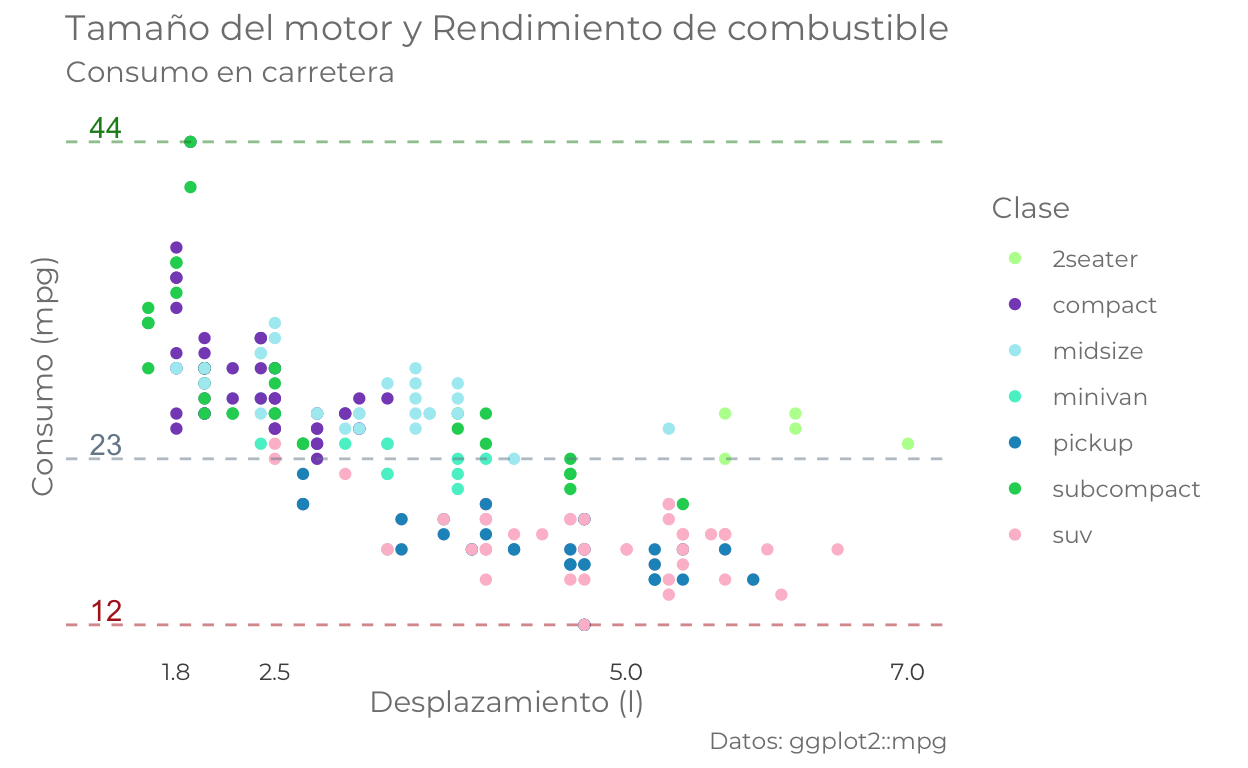 Tamaño del motor y Rendimiento de combustible
Consumo en carretera
44
23
12
Consumo (mpg)
1.8 2.5 5.0 7.0
Desplazamiento (l)
Clase
2seater
compact
midsize
minivan
pickup
subcompact
suv
Datos: ggplot2::mpg